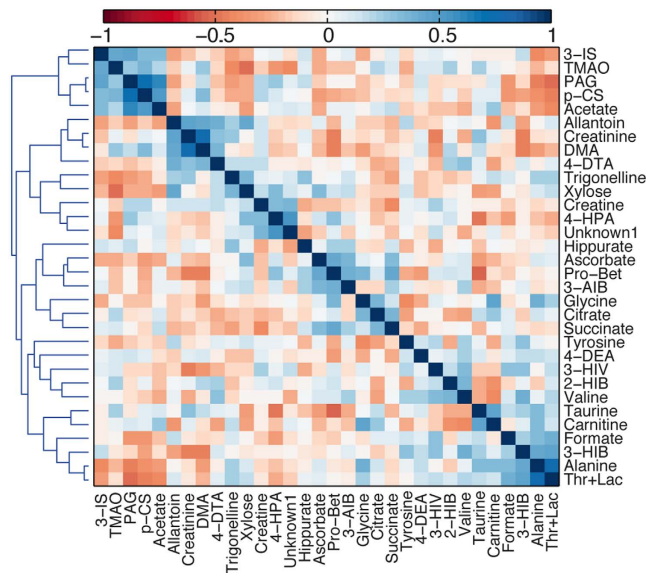 −1 −0.5 0 0.5 1
3-IS
TMAO
PAG
p-CS
Acetate
Allantoin
Creatinine
DMA
4-DTA
Trigonelline
Xylose
Creatine
4-HPA
Unknown1
Hippurate
Ascorbate
Pro-Bet
3-AIB
Glycine
Citrate
Succinate
Tyrosine
4-DEA
3-HIV
2-HIB
Valine
Taurine
Carnitine
Formate
3-HIB
Alanine
Thr+Lac
3-IS
TMAO
PAG
p-CS
Acetate
Allantoin
Creatinine
DMA
4-DTA
Trigonelline
Xylose
Creatine
4-HPA
Unknown1
Hippurate
Ascorbate
Pro-Bet
3-AIB
Glycine
Citrate
Succinate
Tyrosine
4-DEA
3-HIV
2-HIB
Valine
Taurine
Carnitine
Formate
3-HIB
Alanine
Thr+Lac